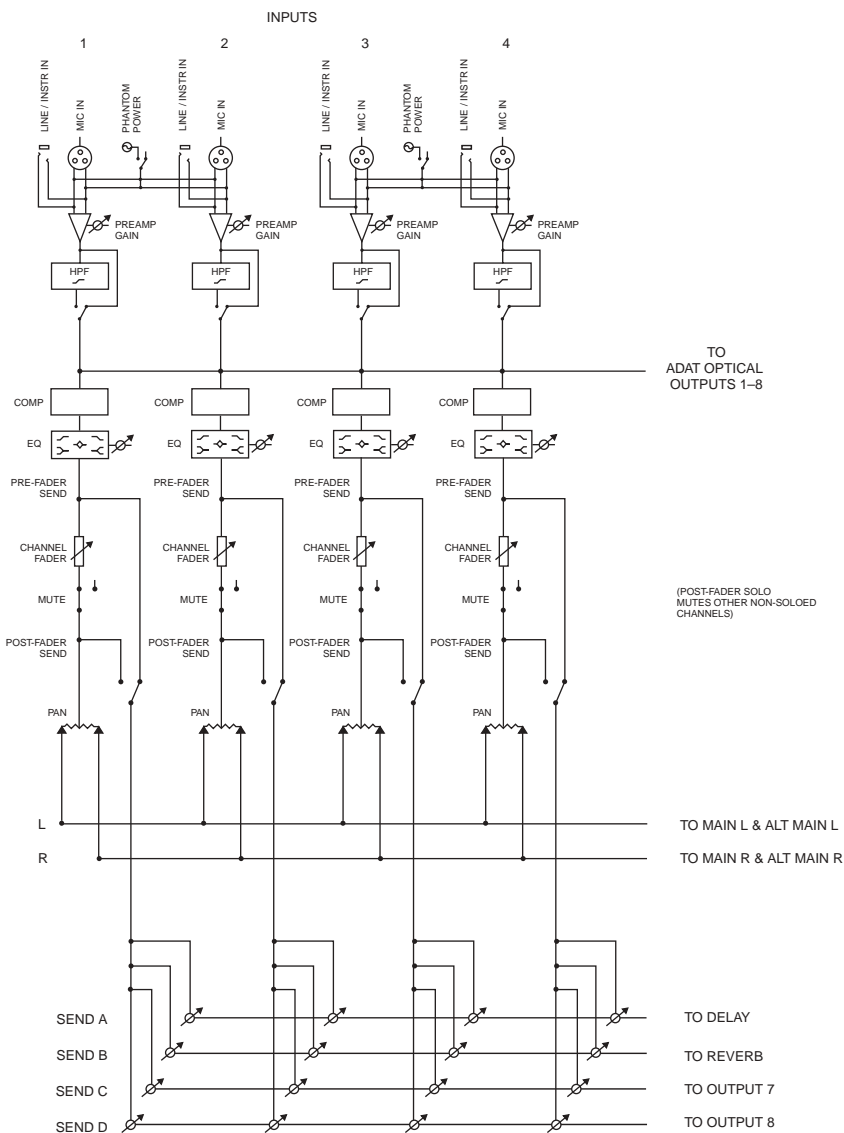 INPUTS
1 2 3 4
LINE / INSTR IN
MIC IN
PHANTOM
POWER
LINE / INSTR IN
MIC IN
LINE / INSTR IN
MIC IN
PHANTOM
POWER
LINE / INSTR IN
MIC IN
PREAMP
GAIN
PREAMP
GAIN
PREAMP
GAIN
PREAMP
GAIN
HPF HPF HPF HPF
TO
ADAT OPTICAL
OUTPUTS 1–8
COMP COMP COMP COMP
EQ EQ EQ EQ
PRE-FADER
SEND
PRE-FADER
SEND
PRE-FADER
SEND
PRE-FADER
SEND
CHANNEL
FADER
CHANNEL
FADER
CHANNEL
FADER
CHANNEL
FADER
MUTE MUTE MUTE MUTE
(POST-FADER SOLO
MUTES OTHER NON-SOLOED
CHANNELS)
POST-FADER
SEND
POST-FADER
SEND
POST-FADER
SEND
POST-FADER
SEND
PAN PAN PAN PAN
L TO MAIN L & ALT MAIN L
R TO MAIN R & ALT MAIN R
SEND A TO DELAY
SEND B TO REVERB
SEND C TO OUTPUT 7
SEND D TO OUTPUT 8